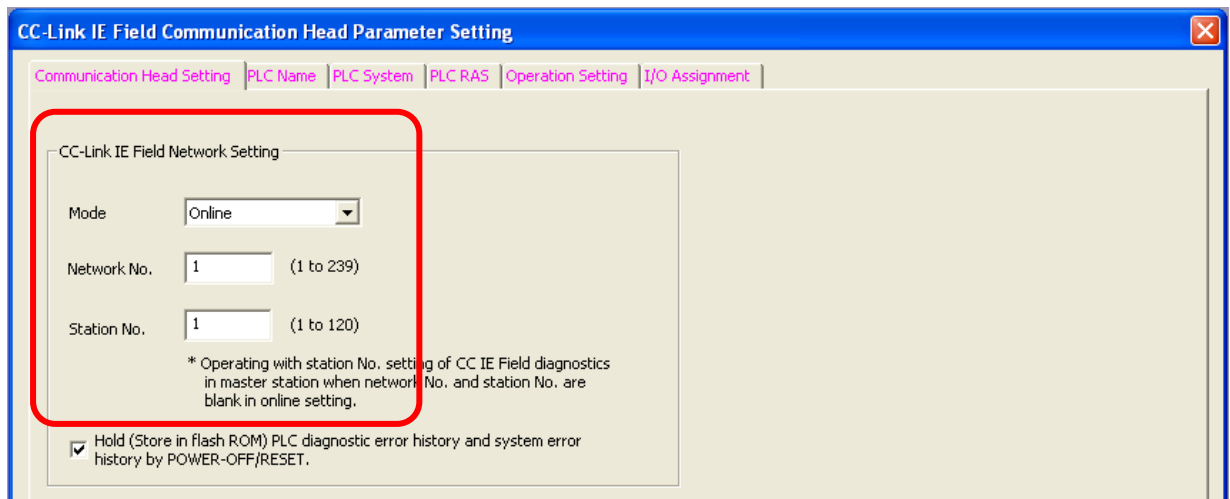 CC-Link IE Field Communication Head Parameter Setting
Communication Head Setting PLC Name PLC System PLC RAS Operation Setting I/O Assignment
CC-Link IE Field Network Setting
Mode Online
Network No. 1 (1 to 239)
Station No. 1 (1 to 120)
* Operating with station No. setting of CC IE Field diagnostics
in master station when network No. and station No. are
blank in online setting.
Hold (Store in flash ROM) PLC diagnostic error history and system error
history by POWER-OFF/RESET.